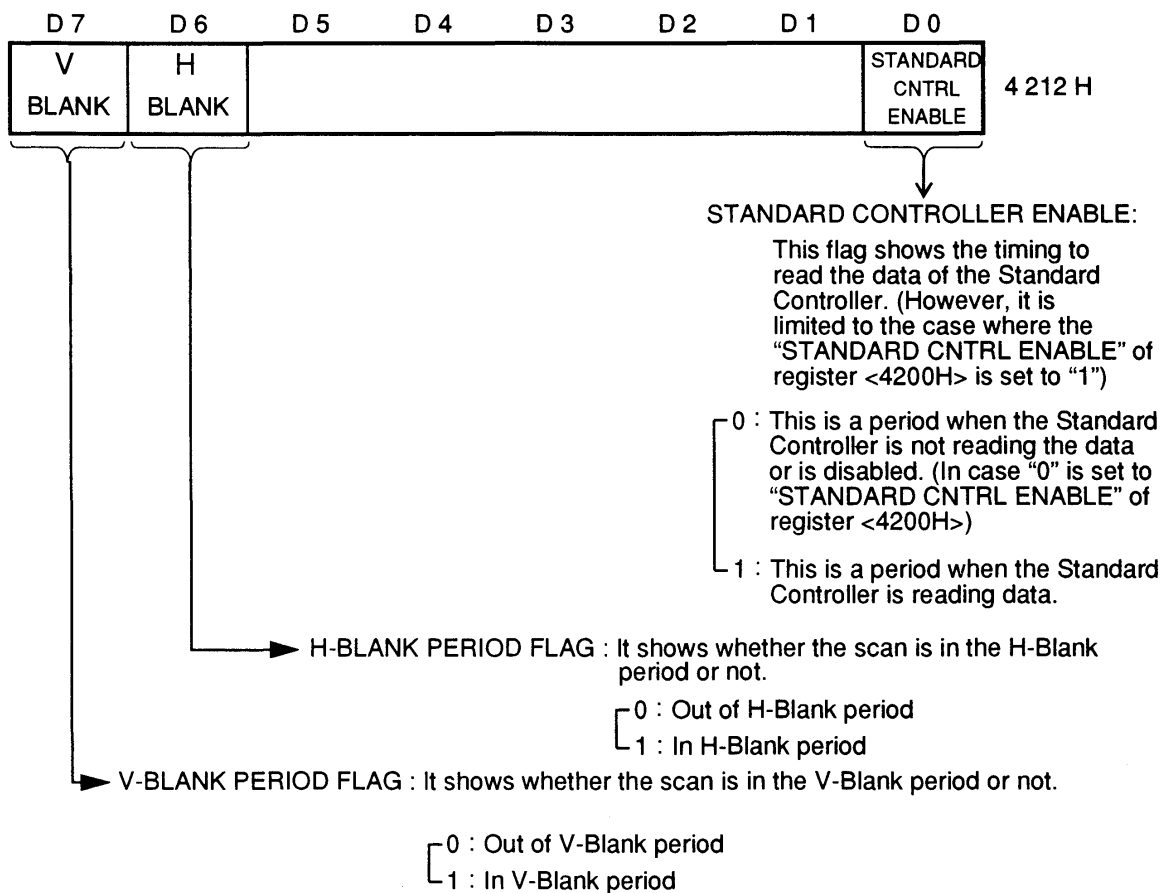 D7 D6 D5 D4 D3 D2 D1 D0
V BLANK
H BLANK
STANDARD
CNTRL
ENABLE
4212H
STANDARD CONTROLLER ENABLE:
This flag shows the timing to
read the data of the Standard
Controller. (However, it is
limited to the case where the
“STANDARD CNTRL ENABLE” of
register <4200H> is set to “1”)
0 : This is a period when the Standard
Controller is not reading the data
or is disabled. (In case “0” is set to
“STANDARD CNTRL ENABLE” of
register <4200H>)
1 : This is a period when the Standard
Controller is reading data.
H-BLANK PERIOD FLAG : It shows whether the scan is in the H-Blank
period or not.
0 : Out of H-Blank period
1 : In H-Blank period
V-BLANK PERIOD FLAG : It shows whether the scan is in the V-Blank period or not.
0 : Out of V-Blank period
1 : In V-Blank period